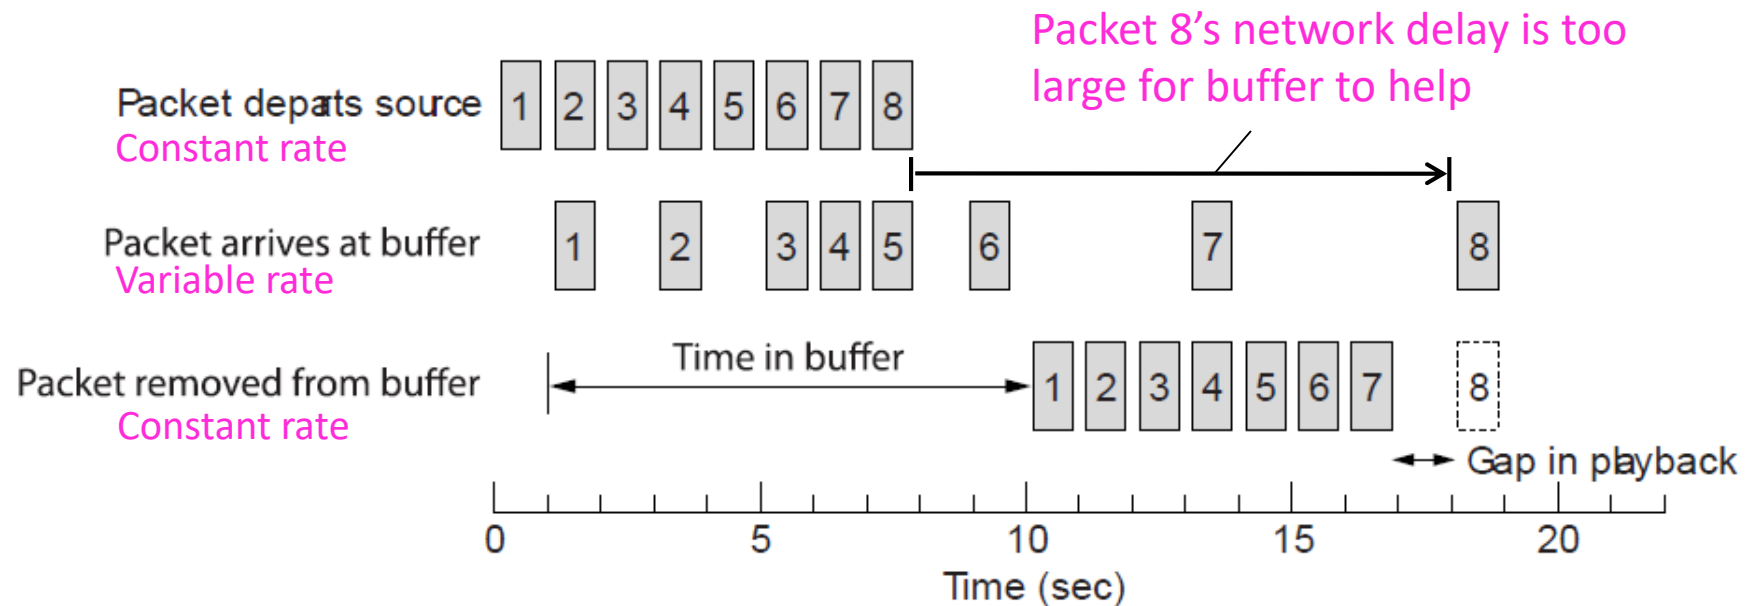 Packet 8’s network delay is too
large for buffer to help
Packet departs source 1 2 3 4 5 6 7 8
Constant rate
Packet arrives at buffer 1 2 3 4 5 6 7 8
Variable rate
Time in buffer
Packet removed from buffer 1 2 3 4 5 6 7 8
Constant rate
Gap in playback
0 5 10 15 20
Time (sec)